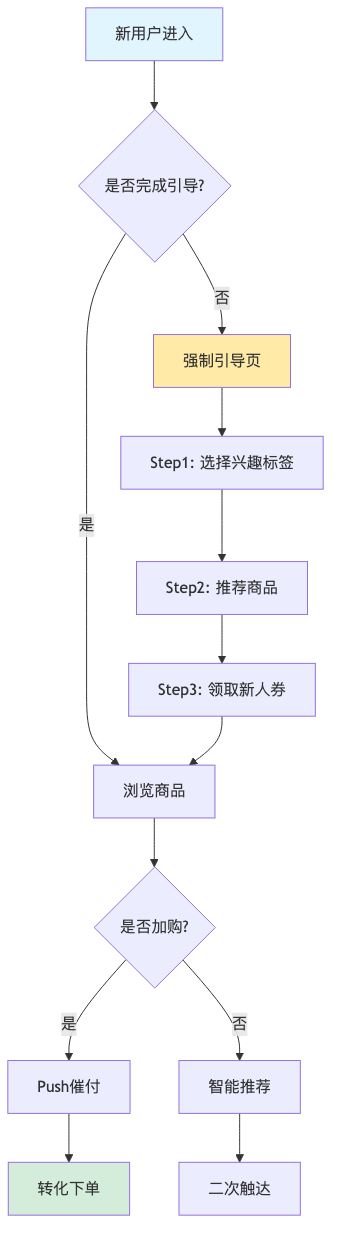 新用户进入
是否完成引导?
否
强制引导页
Step1: 选择兴趣标签
是
Step2: 推荐商品
Step3: 领取新人券
浏览商品
是否加购?
是
否
Push催付
智能推荐
转化下单
二次触达